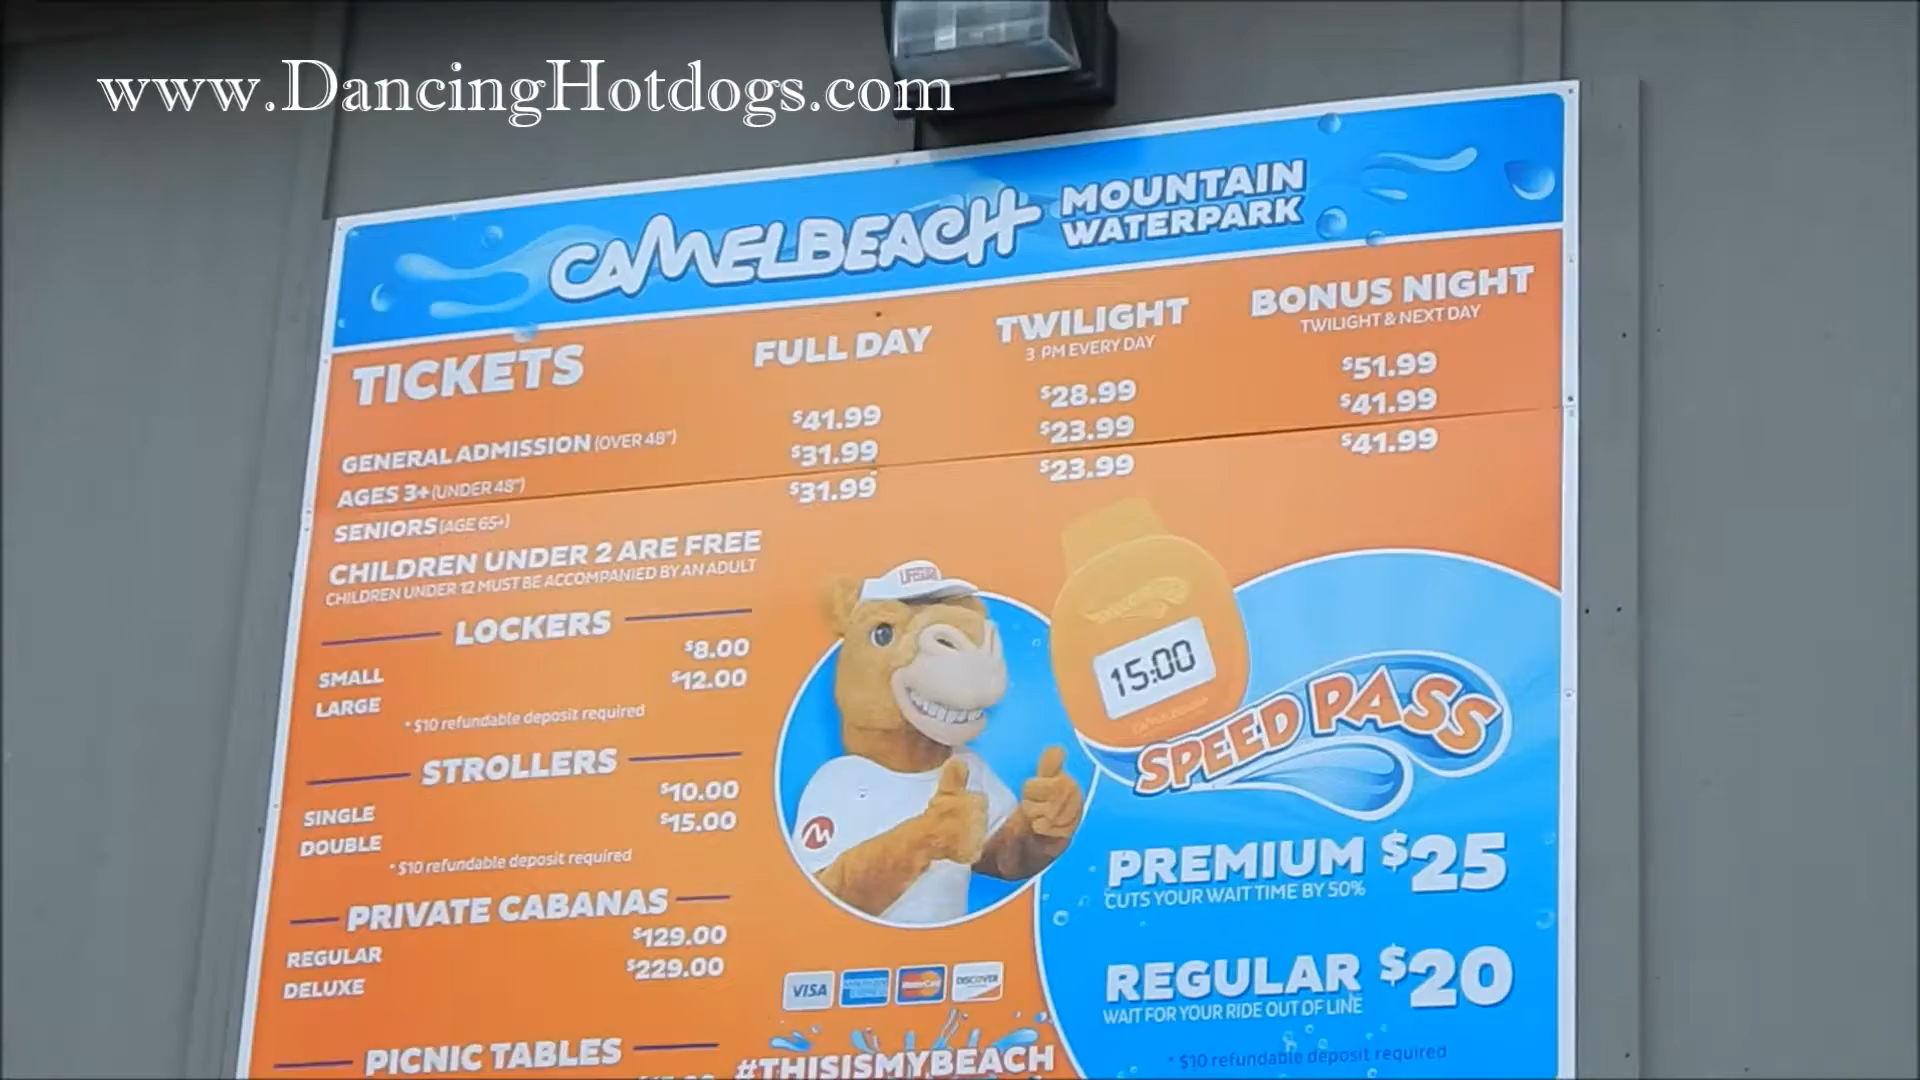 www.DancingHotdogs.com
CAMELBEACH MOUNTAIN WATERPARK
TICKETS FULL DAY TWILIGHT BONUS NIGHT
3 PM EVERY DAY TWILIGHT & NEXT DAY
GENERAL ADMISSION (OVER 48") $41.99 $28.99 $51.99
AGES 3+ (UNDER 48") $31.99 $23.99 $41.99
SENIORS (AGE 65+) $31.99 $23.99 $41.99
CHILDREN UNDER 2 ARE FREE
CHILDREN UNDER 12 MUST BE ACCOMPANIED BY AN ADULT
LOCKERS
SMALL $8.00
LARGE $12.00
* $10 refundable deposit required
STROLLERS
SINGLE $10.00
DOUBLE $15.00
* $10 refundable deposit required
PRIVATE CABANAS
REGULAR $129.00
DELUXE $229.00
PICNIC TABLES
LIFEGUARD
15:00
SPEED PASS
PREMIUM $25
CUTS YOUR WAIT TIME BY 50%
REGULAR $20
WAIT FOR YOUR RIDE OUT OF LINE
* $10 refundable deposit required
VISA MasterCard DISCOVER
#THISISMYBEACH